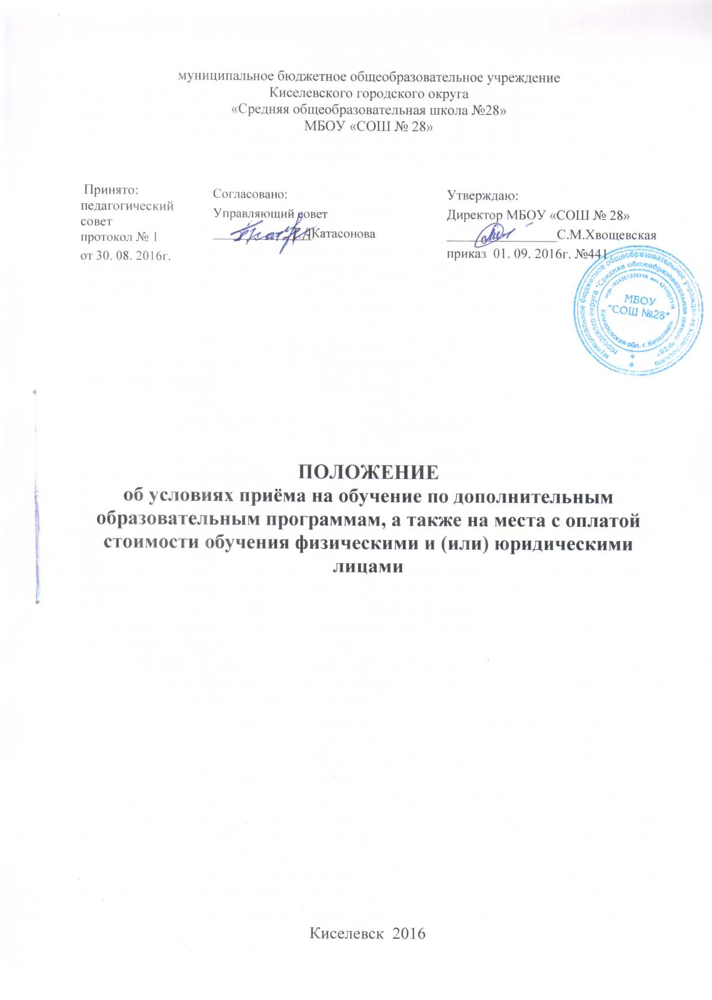 муниципальное бюджетное общеобразовательное учреждение
Киселевского городского округа
«Средняя общеобразовательная школа №28»
МБОУ «СОШ № 28»
Принято:
педагогический
совет
протокол № 1
от 30. 08. 2016г.
Согласовано:
Управляющий совет
Катасонова
Утверждаю:
Директор МБОУ «СОШ № 28»
С.М.Хвощевская
приказ 01. 09. 2016г. №441
муниципальное бюджетное общеобразовательное учреждение Киселевского
городского округа "Средняя общеобразовательная школа №28"
Кемеровская обл. г. Киселевск
МБОУ
"СОШ №28"
ПОЛОЖЕНИЕ
об условиях приёма на обучение по дополнительным
образовательным программам, а также на места с оплатой
стоимости обучения физическими и (или) юридическими
лицами
Киселевск 2016